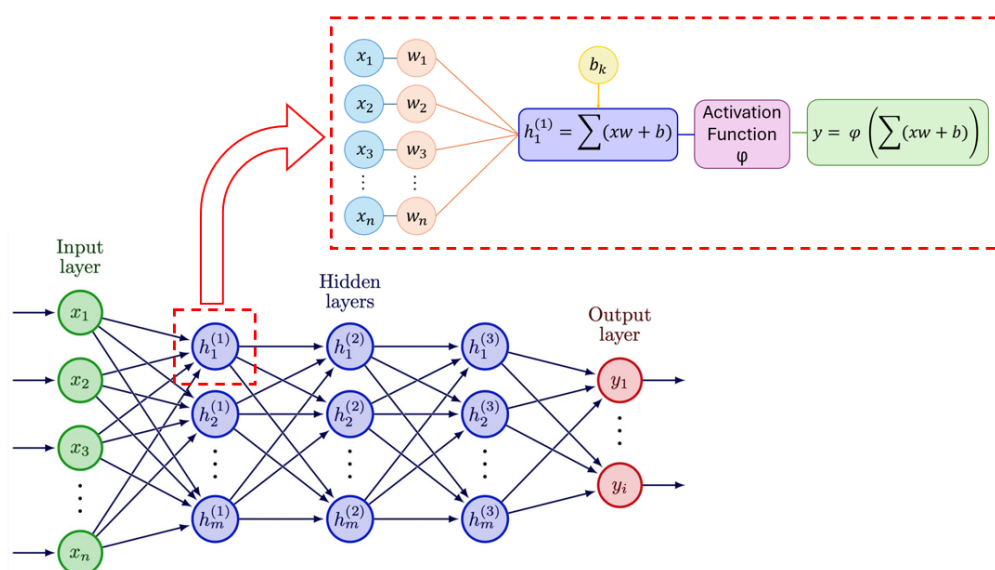 x₁ w₁
x₂ w₂
x₃ w₃
⋮ ⋮
xₙ wₙ
bₖ
h₁⁽¹⁾ = ∑(xw + b)
Activation
Function
φ
y = φ (∑(xw + b))
Input
layer
x₁
x₂
x₃
⋮
xₙ
Hidden
layers
h₁⁽¹⁾ h₁⁽²⁾ h₁⁽³⁾
h₂⁽¹⁾ h₂⁽²⁾ h₂⁽³⁾
⋮ ⋮ ⋮
hₘ⁽¹⁾ hₘ⁽²⁾ hₘ⁽³⁾
Output
layer
y₁
⋮
yᵢ